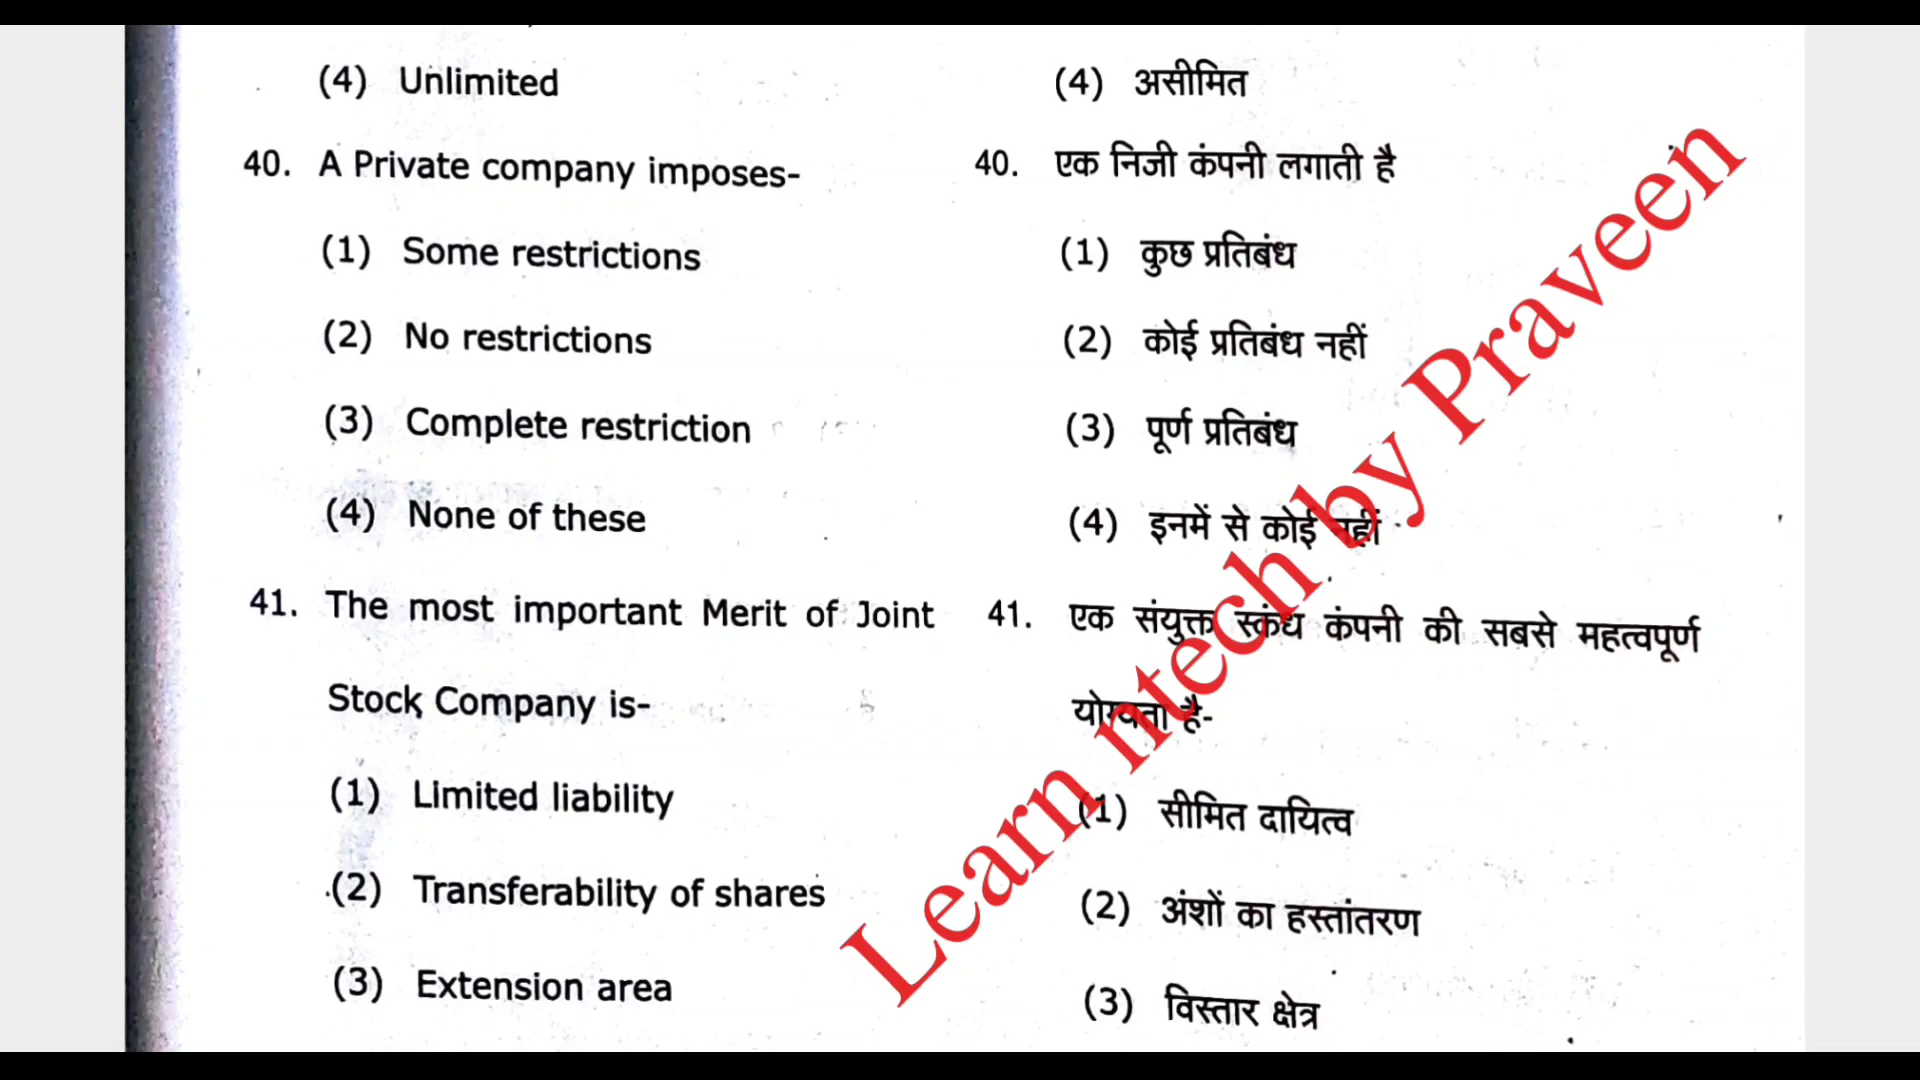 (4) Unlimited
40. A Private company imposes-
(1) Some restrictions
(2) No restrictions
(3) Complete restriction
(4) None of these
41. The most important Merit of Joint
Stock Company is-
(1) Limited liability
(2) Transferability of shares
(3) Extension area
(4) असीमित
40. एक निजी कंपनी लगाती है
(1) कुछ प्रतिबंध
(2) कोई प्रतिबंध नहीं
(3) पूर्ण प्रतिबंध
(4) इनमें से कोई नहीं
41. एक संयुक्त स्कंध कंपनी की सबसे महत्वपूर्ण
योग्यता है-
(1) सीमित दायित्व
(2) अंशों का हस्तांतरण
(3) विस्तार क्षेत्र
Learn ntech by Praveen